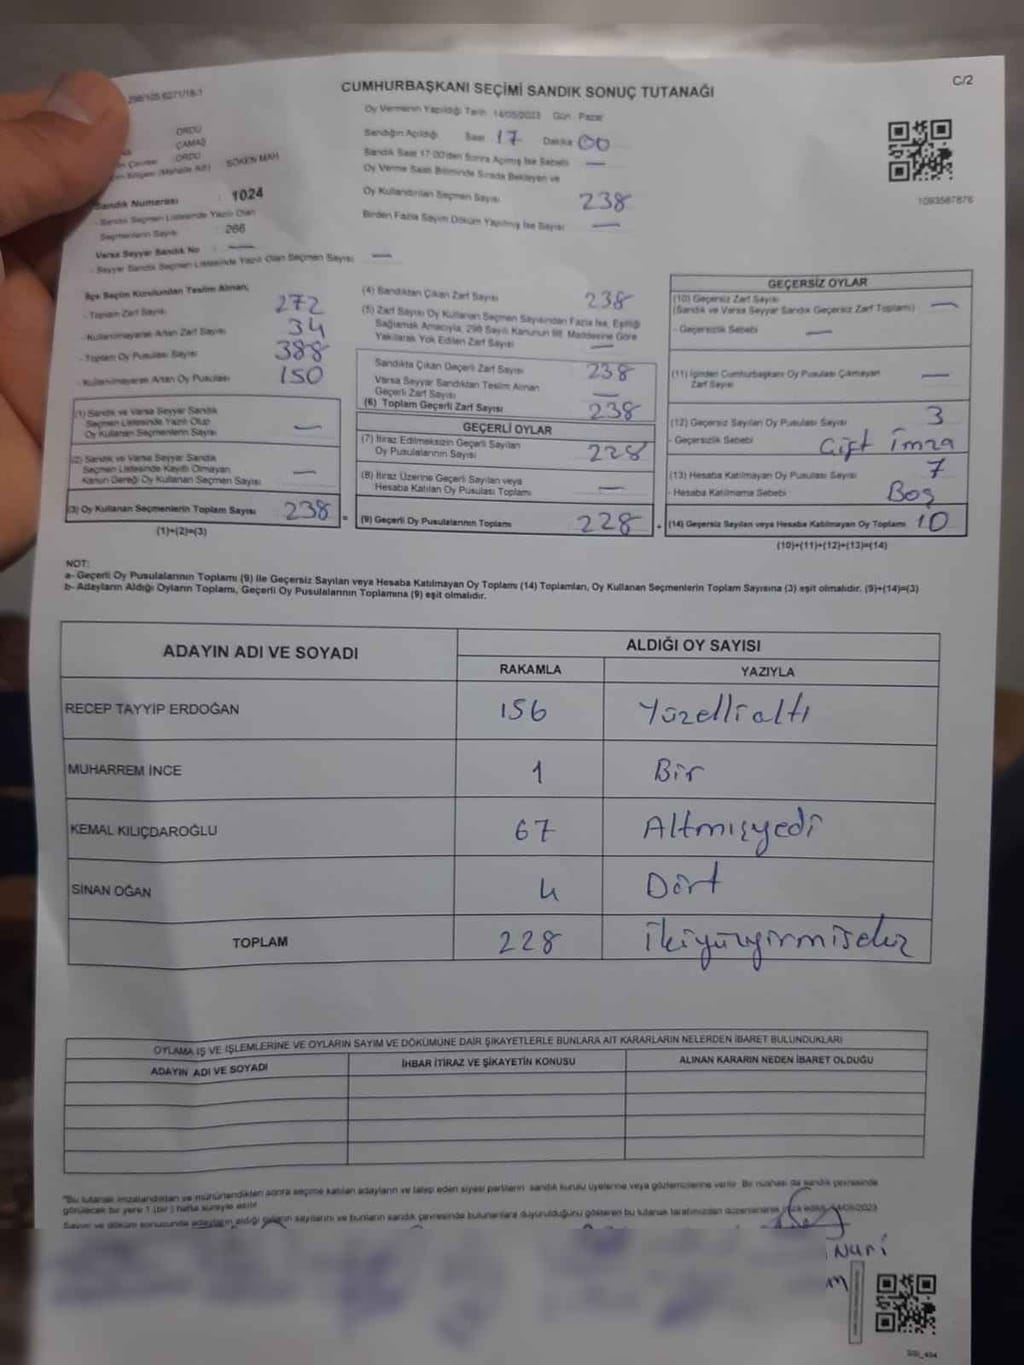 298/105.6271/18-1
C/2
CUMHURBAŞKANI SEÇİMİ SANDIK SONUÇ TUTANAĞI
Oy Vermenin Yapıldığı Tarih 14/05/2023 Gün Pazar
ORDU
ÇAMAŞ
ORDU
SÖKEN MAH
Sandığın Açıldığı Saat 17 Dakika 00
Sandık Saat 17:00'den Sonra Açılmış İse Sebebi —
Oy Verme Saati Bitiminde Sırada Bekleyen ve
Oy Kullandırılan Seçmen Sayısı 238
Birden Fazla Sayım Döküm Yapılmış İse Sayısı —
1093587876
Sandık Numarası : 1024
- Sandık Seçmen Listesinde Yazılı Olan
Seçmenlerin Sayısı : 266
Varsa Seyyar Sandık No —
- Seyyar Sandık Seçmen Listesinde Yazılı Olan Seçmen Sayısı —
İlçe Seçim Kurulundan Teslim Alınan;
- Toplam Zarf Sayısı 272
- Kullanılmayarak Artan Zarf Sayısı 34
- Toplam Oy Pusulası Sayısı 388
- Kullanılmayarak Artan Oy Pusulası 150
(1) Sandık ve Varsa Seyyar Sandık
Seçmen Listesinde Yazılı Olup
Oy Kullanan Seçmenlerin Sayısı —
(2) Sandık ve Varsa Seyyar Sandık
Seçmen Listesinde Kayıtlı Olmayan
Kanun Gereği Oy Kullanan Seçmen Sayısı —
(3) Oy Kullanan Seçmenlerin Toplam Sayısı 238
(1)+(2)=(3)
(4) Sandıktan Çıkan Zarf Sayısı 238
(5) Zarf Sayısı Oy Kullanan Seçmen Sayısından Fazla İse, Eşitliği
Sağlamak Amacıyla, 298 Sayılı Kanunun 98. Maddesine Göre
Yakılarak Yok Edilen Zarf Sayısı —
Sandıkta Çıkan Geçerli Zarf Sayısı 238
Varsa Seyyar Sandıktan Teslim Alınan
Geçerli Zarf Sayısı —
(6) Toplam Geçerli Zarf Sayısı 238
GEÇERLİ OYLAR
(7) İtiraz Edilmeksizin Geçerli Sayılan
Oy Pusulalarının Sayısı 228
(8) İtiraz Üzerine Geçerli Sayılan veya
Hesaba Katılan Oy Pusulası Toplamı —
(9) Geçerli Oy Pusulalarının Toplamı 228
GEÇERSİZ OYLAR
(10) Geçersiz Zarf Sayısı
(Sandık ve Varsa Seyyar Sandık Geçersiz Zarf Toplamı) —
- Geçersizlik Sebebi —
(11) İçinden Cumhurbaşkanı Oy Pusulası Çıkmayan
Zarf Sayısı —
(12) Geçersiz Sayılan Oy Pusulası Sayısı 3
- Geçersizlik Sebebi Çift İmza
(13) Hesaba Katılmayan Oy Pusulası Sayısı 7
- Hesaba Katılmama Sebebi Boş
(14) Geçersiz Sayılan veya Hesaba Katılmayan Oy Toplamı 10
(10)+(11)+(12)+(13)=(14)
NOT:
a- Geçerli Oy Pusulalarının Toplamı (9) ile Geçersiz Sayılan veya Hesaba Katılmayan Oy Toplamı (14) Toplamları, Oy Kullanan Seçmenlerin Toplam Sayısına (3) eşit olmalıdır. (9)+(14)=(3)
b- Adayların Aldığı Oyların Toplamı, Geçerli Oy Pusulalarının Toplamına (9) eşit olmalıdır.
ADAYIN ADI VE SOYADI
ALDIĞI OY SAYISI
RAKAMLA YAZIYLA
RECEP TAYYİP ERDOĞAN 156 Yüzellialtı
MUHARREM İNCE 1 Bir
KEMAL KILIÇDAROĞLU 67 Altmışyedi
SİNAN OĞAN 4 Dört
TOPLAM 228 İkiyüzyirmisekiz
OYLAMA İŞ VE İŞLEMLERİNE VE OYLARIN SAYIM VE DÖKÜMÜNE DAİR ŞİKAYETLERLE BUNLARA AİT KARARLARIN NELERDEN İBARET BULUNDUKLARI
ADAYIN ADI VE SOYADI İHBAR İTİRAZ VE ŞİKAYETİN KONUSU ALINAN KARARIN NEDEN İBARET OLDUĞU
"Bu tutanak imzalandıktan ve mühürlendikten sonra seçime katılan adayların ve talep eden siyasi partilerin sandık kurulu üyelerine veya gözlemcilerine verilir. Bir nüshası da sandık çevresinde
görülecek bir yere 1 (bir) hafta süreyle asılır.
Sayım ve döküm sonucunda adayların aldığı oyların sayılarını ve bunların sandık çevresinde bulunanlara duyurulduğunu gösteren bu tutanak tarafımızdan düzenlenerek
Nuri